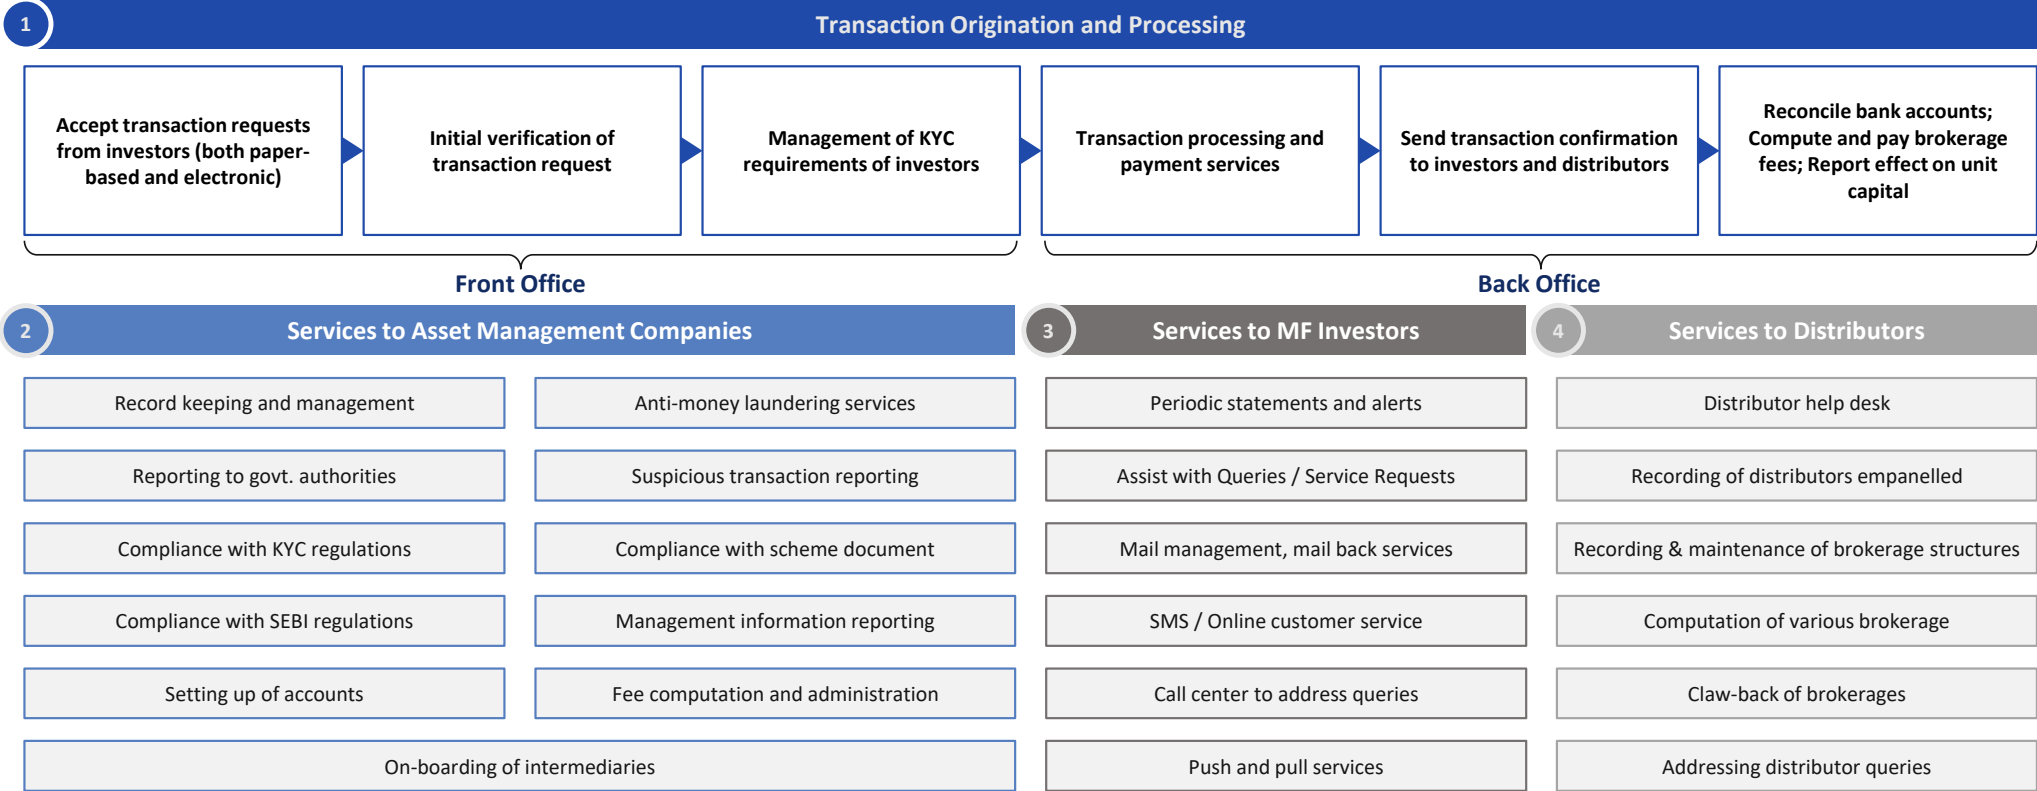 1
Transaction Origination and Processing
Accept transaction requests
from investors (both paper-
based and electronic)
Initial verification of
transaction request
Management of KYC
requirements of investors
Transaction processing and
payment services
Send transaction confirmation
to investors and distributors
Reconcile bank accounts;
Compute and pay brokerage
fees; Report effect on unit
capital
Front Office
Back Office
2
Services to Asset Management Companies
Record keeping and management
Anti-money laundering services
Reporting to govt. authorities
Suspicious transaction reporting
Compliance with KYC regulations
Compliance with scheme document
Compliance with SEBI regulations
Management information reporting
Setting up of accounts
Fee computation and administration
On-boarding of intermediaries
3
Services to MF Investors
Periodic statements and alerts
Assist with Queries / Service Requests
Mail management, mail back services
SMS / Online customer service
Call center to address queries
Push and pull services
4
Services to Distributors
Distributor help desk
Recording of distributors empanelled
Recording & maintenance of brokerage structures
Computation of various brokerage
Claw-back of brokerages
Addressing distributor queries